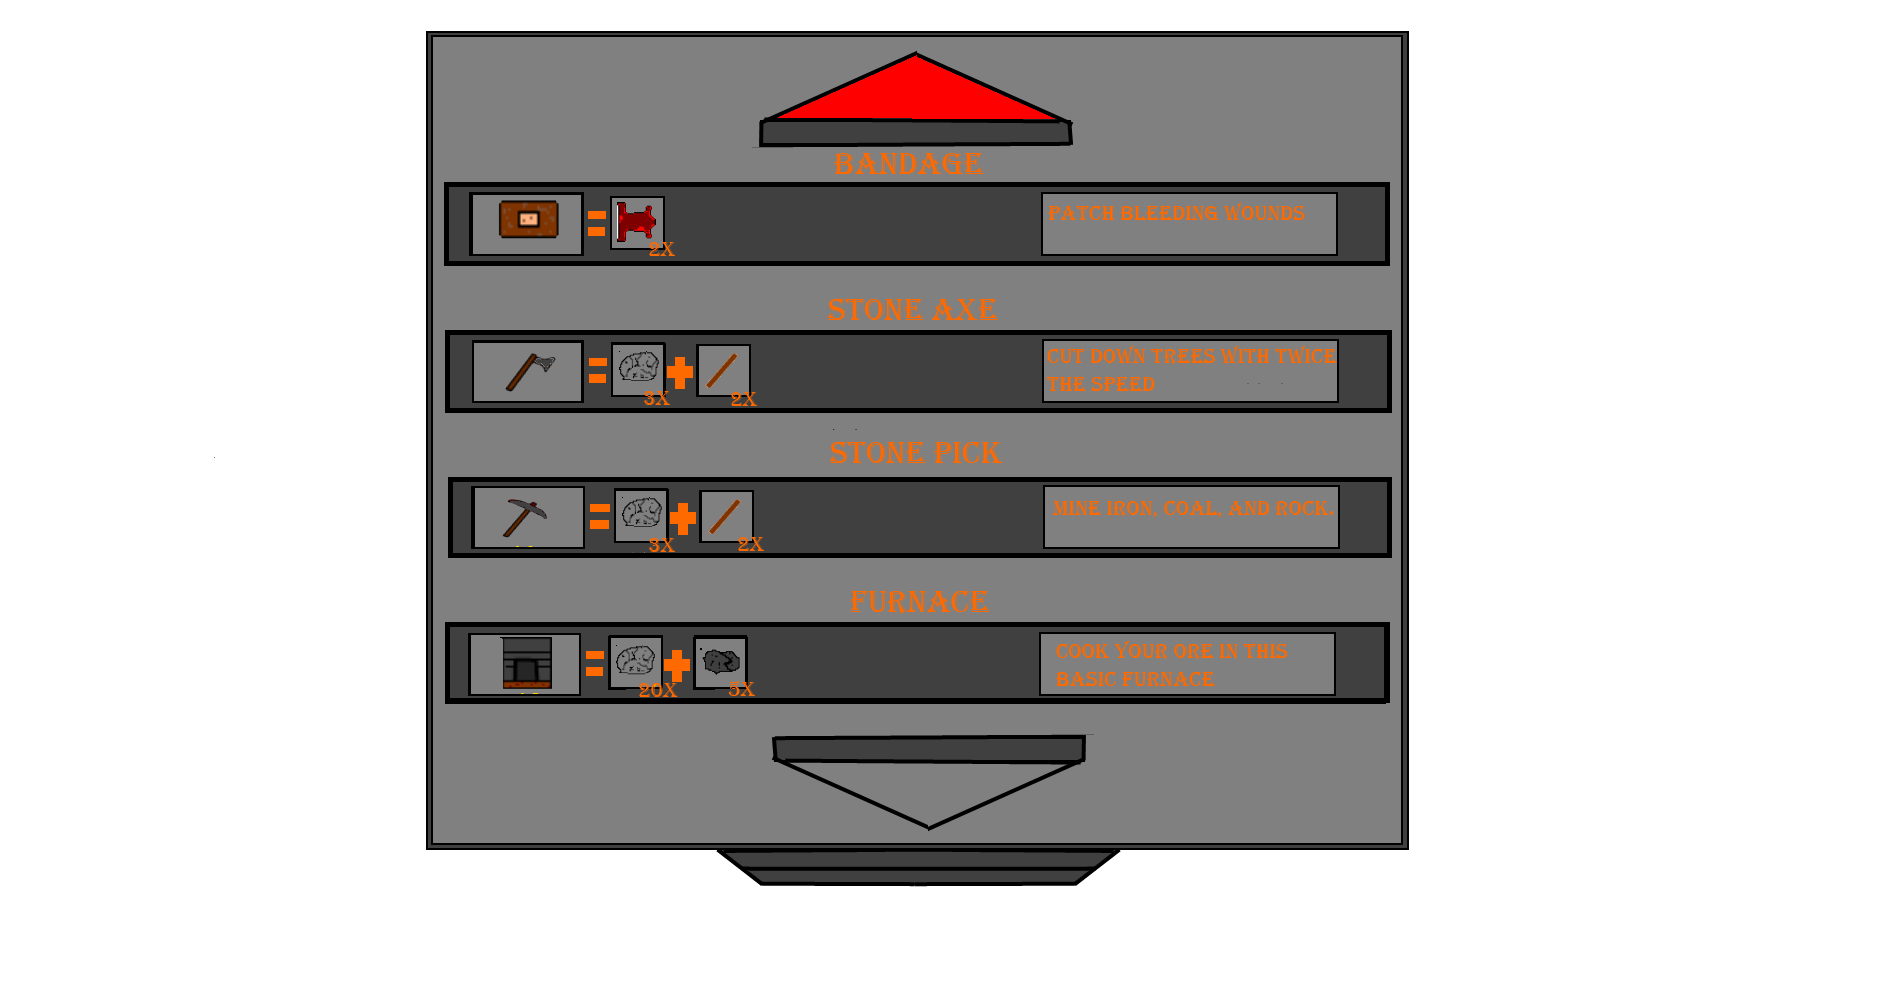 BANDAGE
=
2X
PATCH BLEEDING WOUNDS
STONE AXE
= +
3X 2X
CUT DOWN TREES WITH TWICE
THE SPEED
STONE PICK
= +
3X 2X
MINE IRON, COAL, AND ROCK.
FURNACE
= +
20X 5X
COOK YOUR ORE IN THIS
BASIC FURNACE